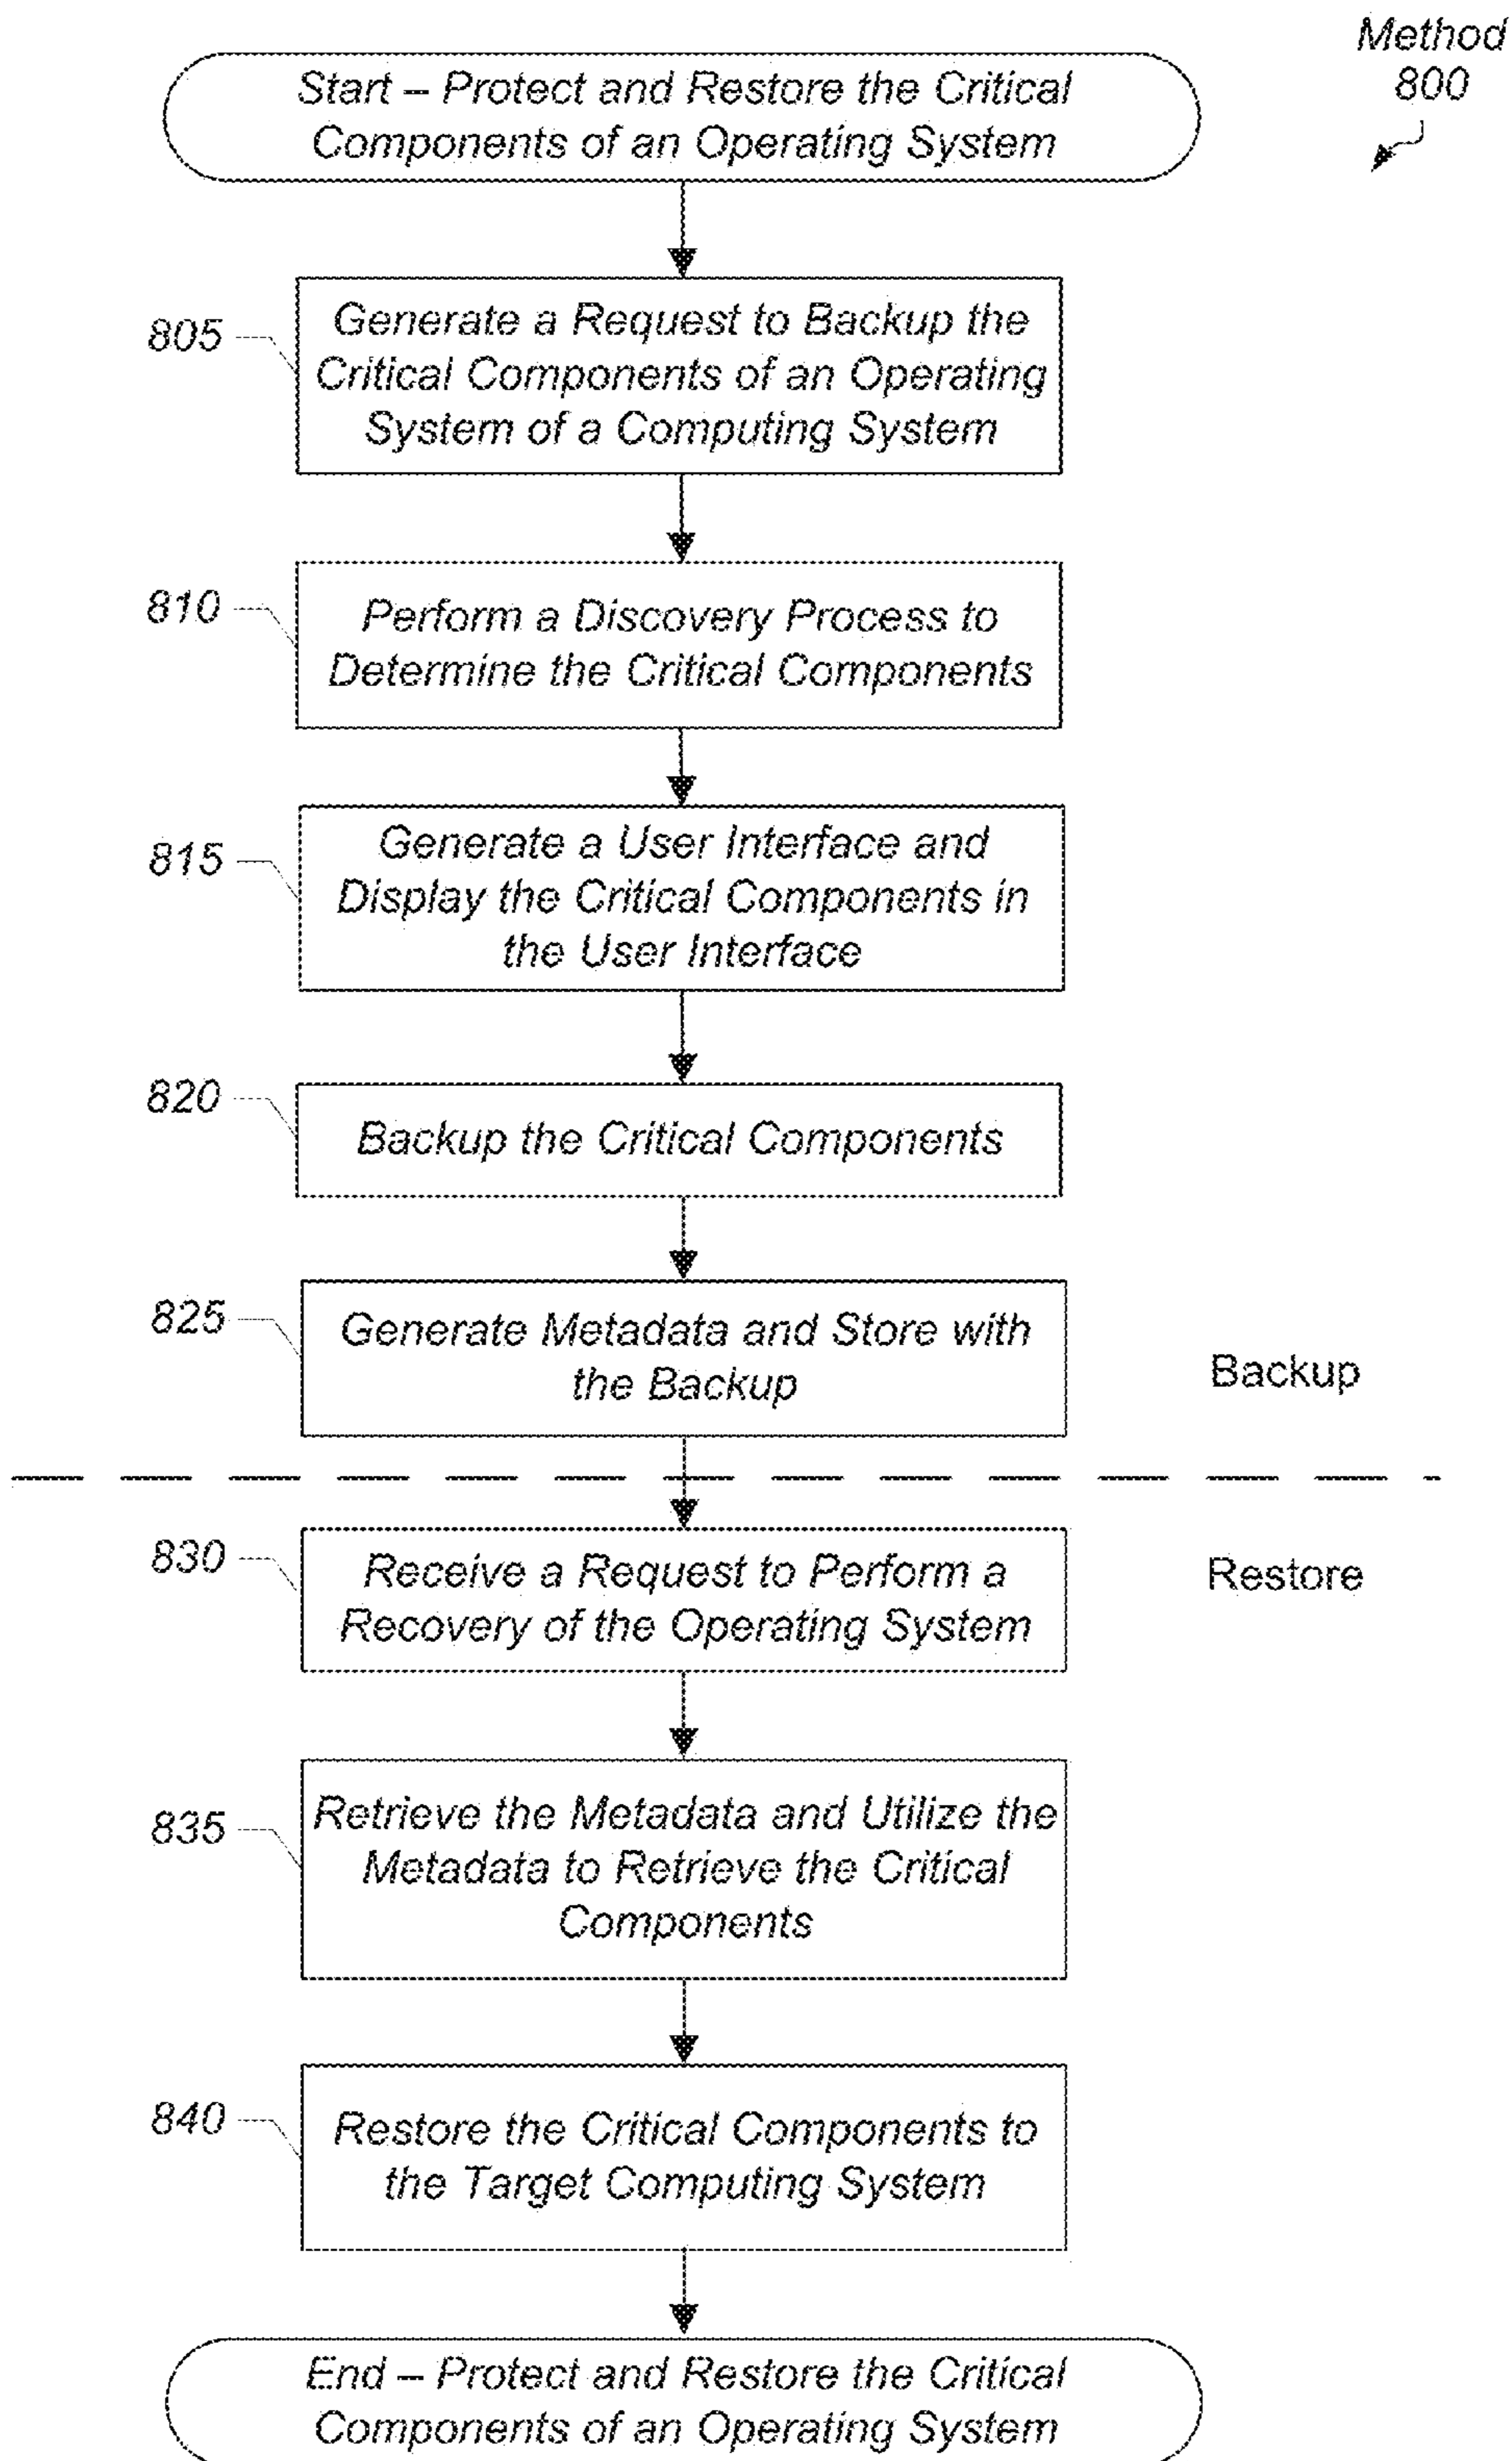 Method
800
Start – Protect and Restore the Critical
Components of an Operating System
805
Generate a Request to Backup the
Critical Components of an Operating
System of a Computing System
810
Perform a Discovery Process to
Determine the Critical Components
815
Generate a User Interface and
Display the Critical Components in
the User Interface
820
Backup the Critical Components
825
Generate Metadata and Store with
the Backup
Backup
830
Receive a Request to Perform a
Recovery of the Operating System
Restore
835
Retrieve the Metadata and Utilize the
Metadata to Retrieve the Critical
Components
840
Restore the Critical Components to
the Target Computing System
End – Protect and Restore the Critical
Components of an Operating System